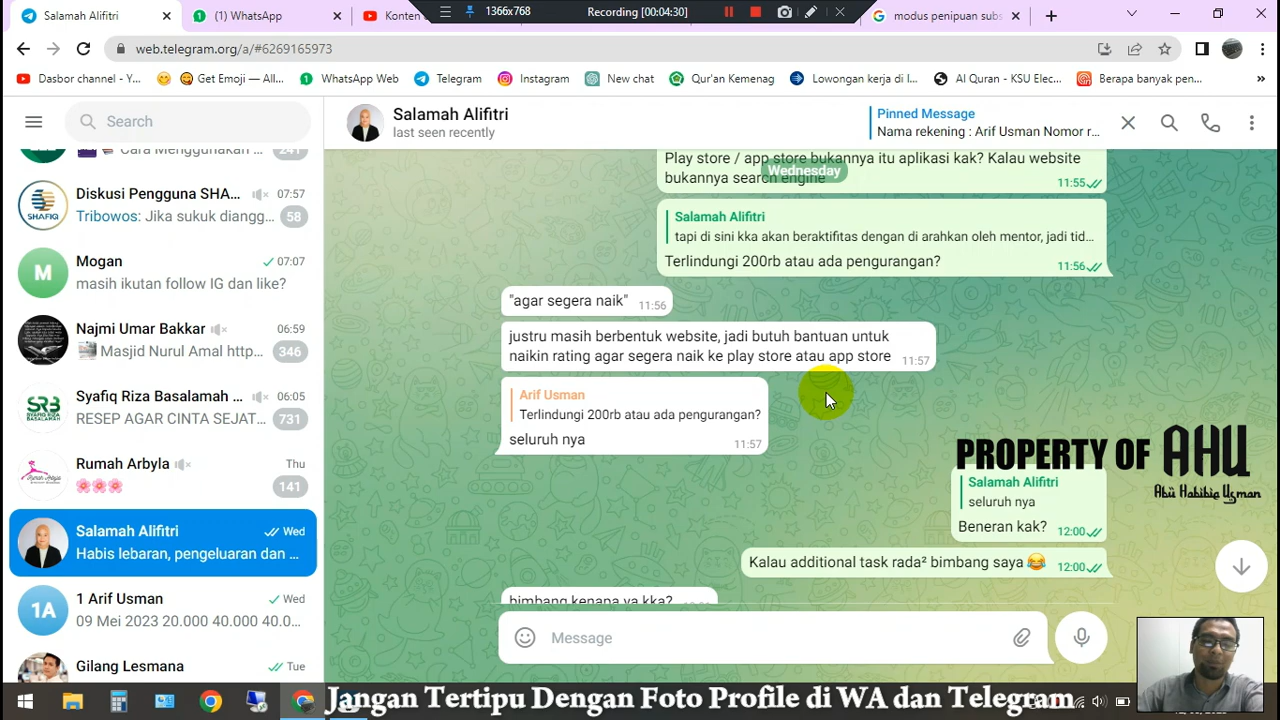 Salamah Alifitri
(1) WhatsApp
Konten
1366x768
Recording [00:04:30]
modus penipuan subs
web.telegram.org/a/#6269165973
Dasbor channel - Y...
Get Emoji — All...
WhatsApp Web
Telegram
Instagram
New chat
Qur'an Kemenag
Lowongan kerja di I...
Al Quran - KSU Elec...
Berapa banyak pen...
»
Search
Salamah Alifitri
last seen recently
Pinned Message
Nama rekening : Arif Usman Nomor r...
Cara Menggunakan
241
Diskusi Pengguna SHA...
07:57
Tribowos: Jika sukuk diangg...
58
SHAFIQ
M
Mogan
07:07
masih ikutan follow IG dan like?
Najmi Umar Bakkar
06:59
Masjid Nurul Amal http...
346
SRB
Syafiq Riza Basalamah ...
06:05
RESEP AGAR CINTA SEJAT...
731
Rumah Arbyla
Thu
🌸🌸🌸
141
Salamah Alifitri
Wed
Habis lebaran, pengeluaran dan ...
1A
1 Arif Usman
Wed
09 Mei 2023 20.000 40.000 40.0...
Gilang Lesmana
Tue
Play store / app store bukannya itu aplikasi kak? Kalau website
bukannya search engine
11:55
Wednesday
Salamah Alifitri
tapi di sini kka akan beraktifitas dengan di arahkan oleh mentor, jadi tid...
Terlindungi 200rb atau ada pengurangan?
11:56
"agar segera naik"
11:56
justru masih berbentuk website, jadi butuh bantuan untuk
naikin rating agar segera naik ke play store atau app store
11:57
Arif Usman
Terlindungi 200rb atau ada pengurangan?
seluruh nya
11:57
PROPERTY OF AHU
Abu Habibie Usman
Salamah Alifitri
seluruh nya
Beneran kak?
12:00
Kalau additional task rada² bimbang saya 😂
12:00
bimbang kenapa ya kka?
Message
Jangan Tertipu Dengan Foto Profile di WA dan Telegram